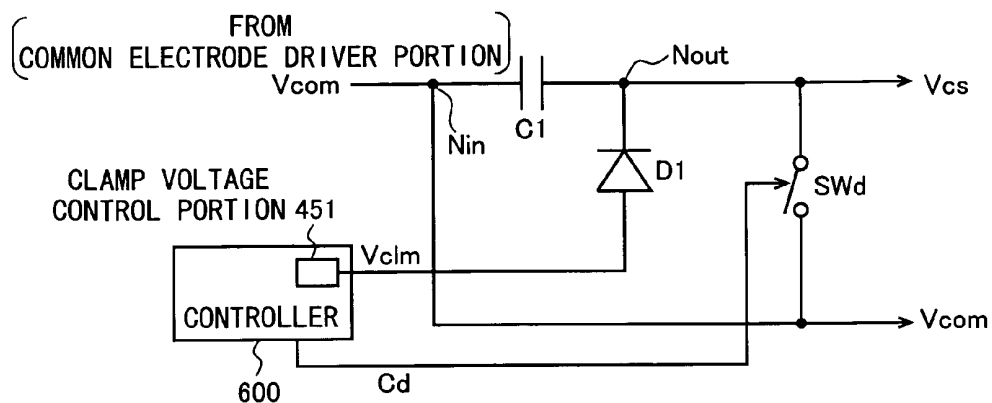 FROM
COMMON ELECTRODE DRIVER PORTION
Vcom
Nin
C1
Nout
Vcs
D1
SWd
CLAMP VOLTAGE
CONTROL PORTION 451
Vclm
CONTROLLER
Vcom
600
Cd